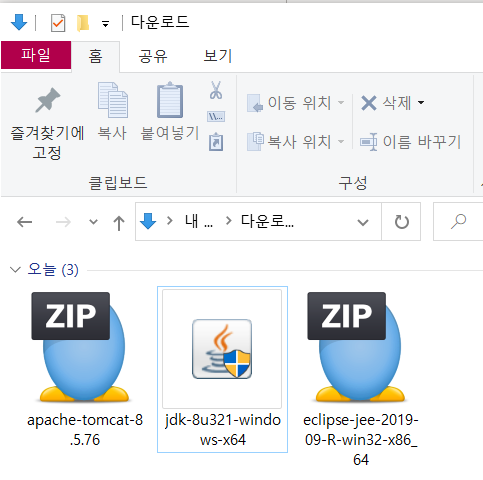 다운로드
파일 홈 공유 보기
즐겨찾기에
고정
복사
붙여넣기
이동 위치
복사 위치
삭제
이름 바꾸기
클립보드
구성
내 ... 다운로...
오늘 (3)
ZIP
apache-tomcat-8
.5.76
jdk-8u321-windo
ws-x64
ZIP
eclipse-jee-2019-
09-R-win32-x86_
64